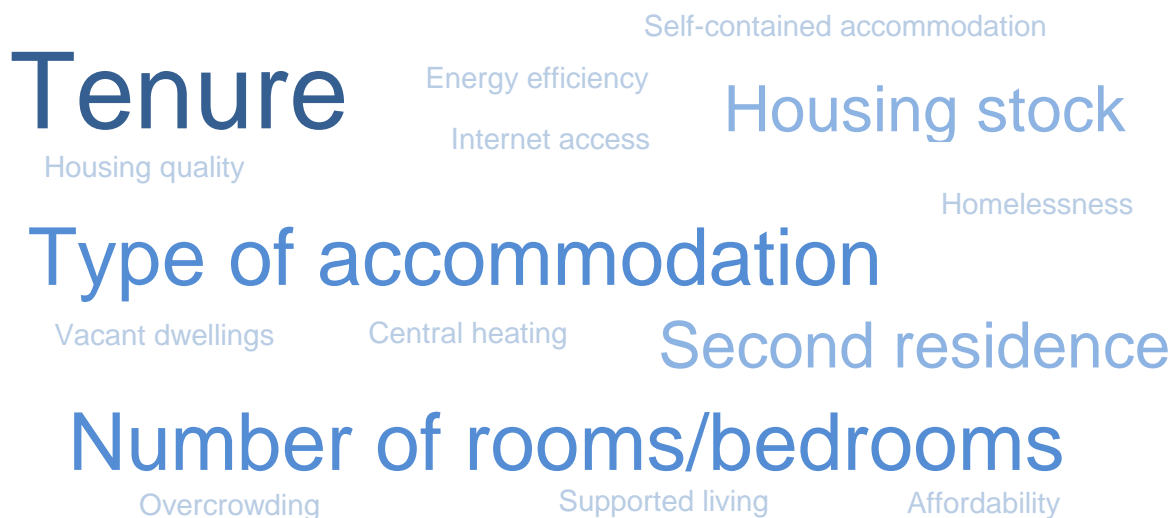 Self-contained accommodation
Tenure
Energy efficiency
Housing stock
Internet access
Housing quality
Homelessness
Type of accommodation
Vacant dwellings
Central heating
Second residence
Number of rooms/bedrooms
Overcrowding
Supported living
Affordability